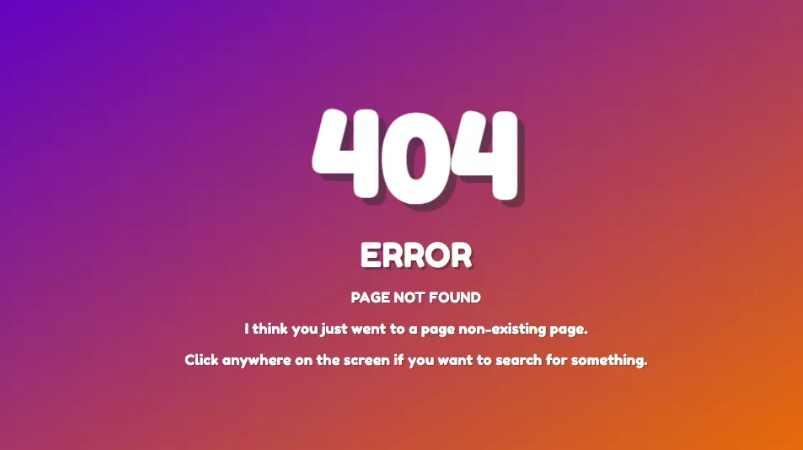 404
ERROR
PAGE NOT FOUND
I think you just went to a page non-existing page.
Click anywhere on the screen if you want to search for something.